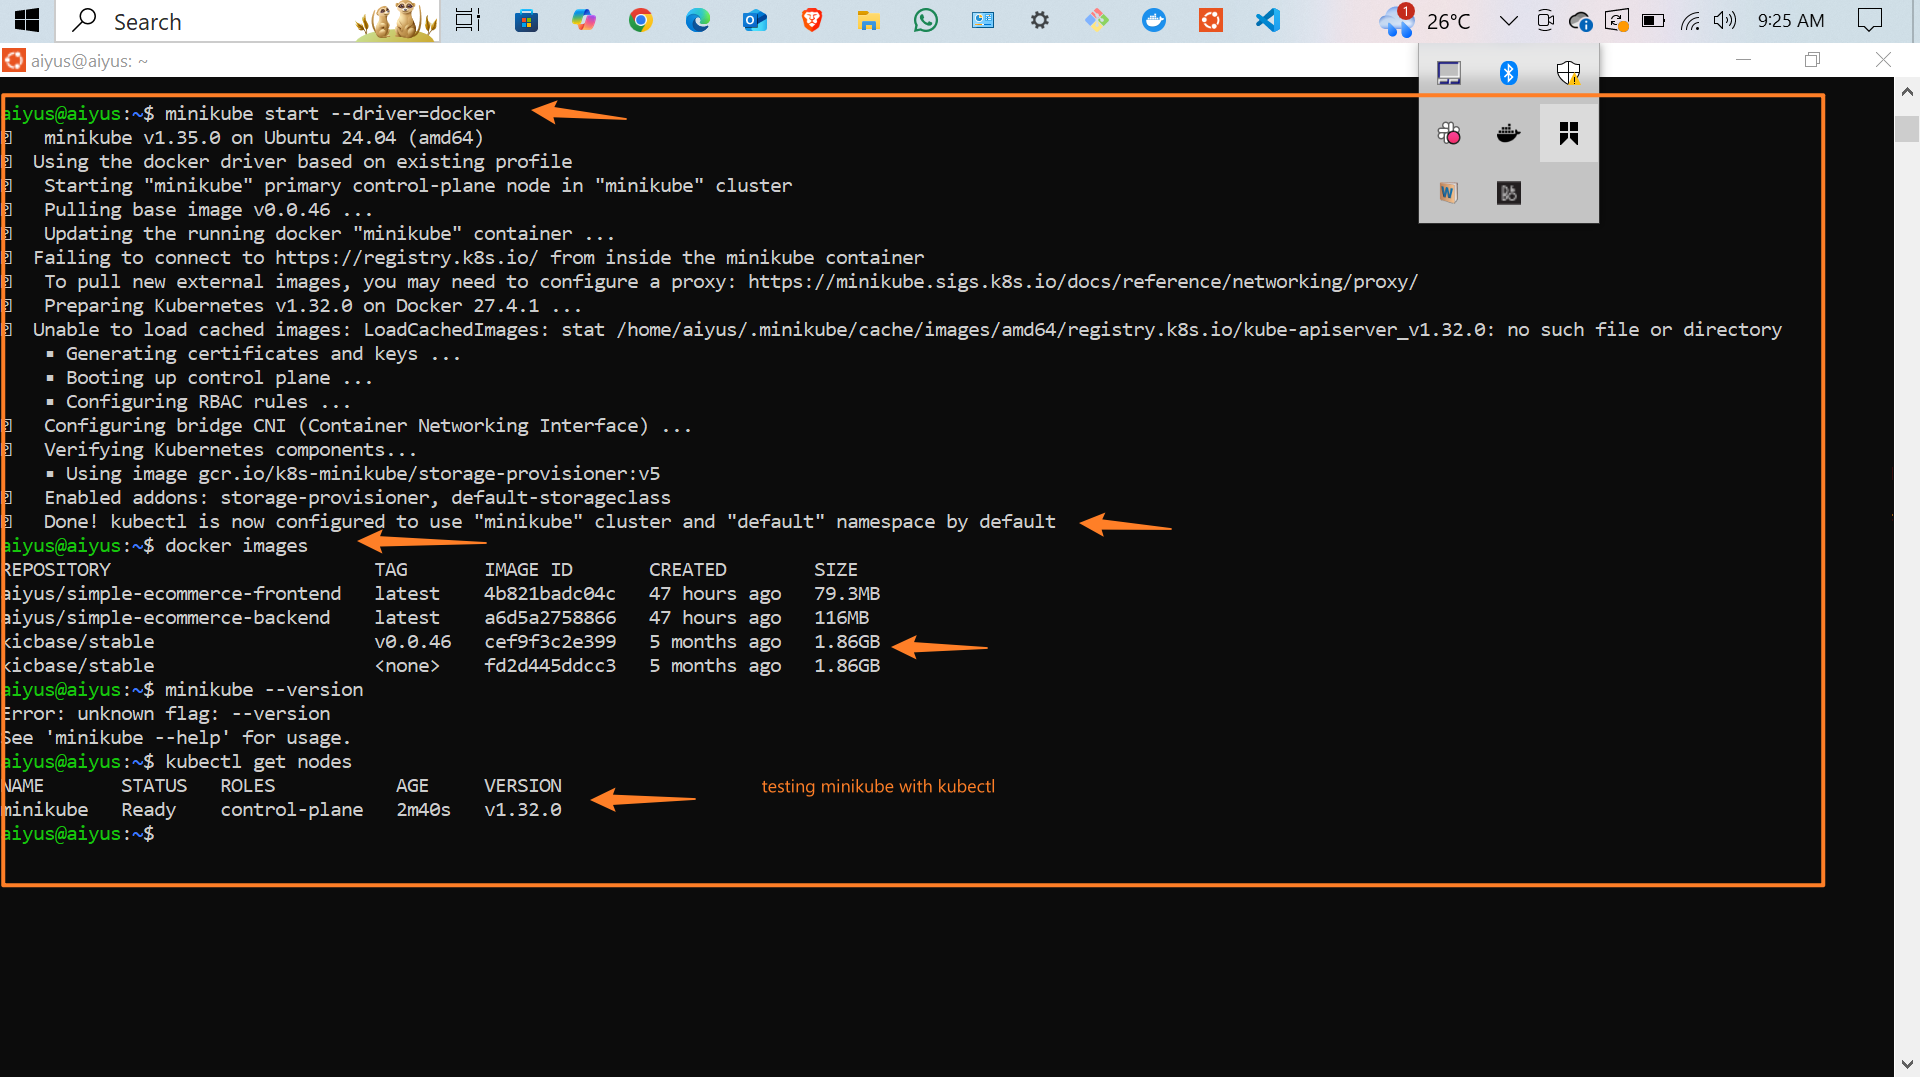 Search
1
26°C
9:25 AM
aiyus@aiyus: ~
aiyus@aiyus:~$ minikube start --driver=docker
minikube v1.35.0 on Ubuntu 24.04 (amd64)
Using the docker driver based on existing profile
Starting "minikube" primary control-plane node in "minikube" cluster
Pulling base image v0.0.46 ...
Updating the running docker "minikube" container ...
Failing to connect to https://registry.k8s.io/ from inside the minikube container
To pull new external images, you may need to configure a proxy: https://minikube.sigs.k8s.io/docs/reference/networking/proxy/
Preparing Kubernetes v1.32.0 on Docker 27.4.1 ...
Unable to load cached images: LoadCachedImages: stat /home/aiyus/.minikube/cache/images/amd64/registry.k8s.io/kube-apiserver_v1.32.0: no such file or directory
▪ Generating certificates and keys ...
▪ Booting up control plane ...
▪ Configuring RBAC rules ...
Configuring bridge CNI (Container Networking Interface) ...
Verifying Kubernetes components...
▪ Using image gcr.io/k8s-minikube/storage-provisioner:v5
Enabled addons: storage-provisioner, default-storageclass
Done! kubectl is now configured to use "minikube" cluster and "default" namespace by default
aiyus@aiyus:~$ docker images
REPOSITORY TAG IMAGE ID CREATED SIZE
aiyus/simple-ecommerce-frontend latest 4b821badc04c 47 hours ago 79.3MB
aiyus/simple-ecommerce-backend latest a6d5a2758866 47 hours ago 116MB
kicbase/stable v0.0.46 cef9f3c2e399 5 months ago 1.86GB
kicbase/stable <none> fd2d445ddcc3 5 months ago 1.86GB
aiyus@aiyus:~$ minikube --version
Error: unknown flag: --version
See 'minikube --help' for usage.
aiyus@aiyus:~$ kubectl get nodes
NAME STATUS ROLES AGE VERSION
minikube Ready control-plane 2m40s v1.32.0
testing minikube with kubectl
aiyus@aiyus:~$